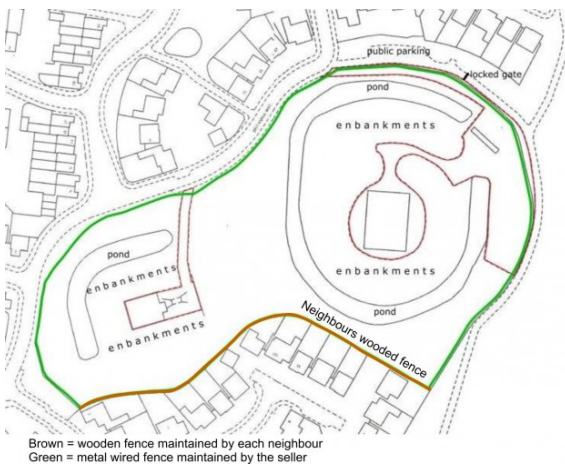 public parking
locked gate
pond
enbankments
pond
enbankments
enbankments
enbankments
pond
Neighbours wooded fence
Brown = wooden fence maintained by each neighbour
Green = metal wired fence maintained by the seller